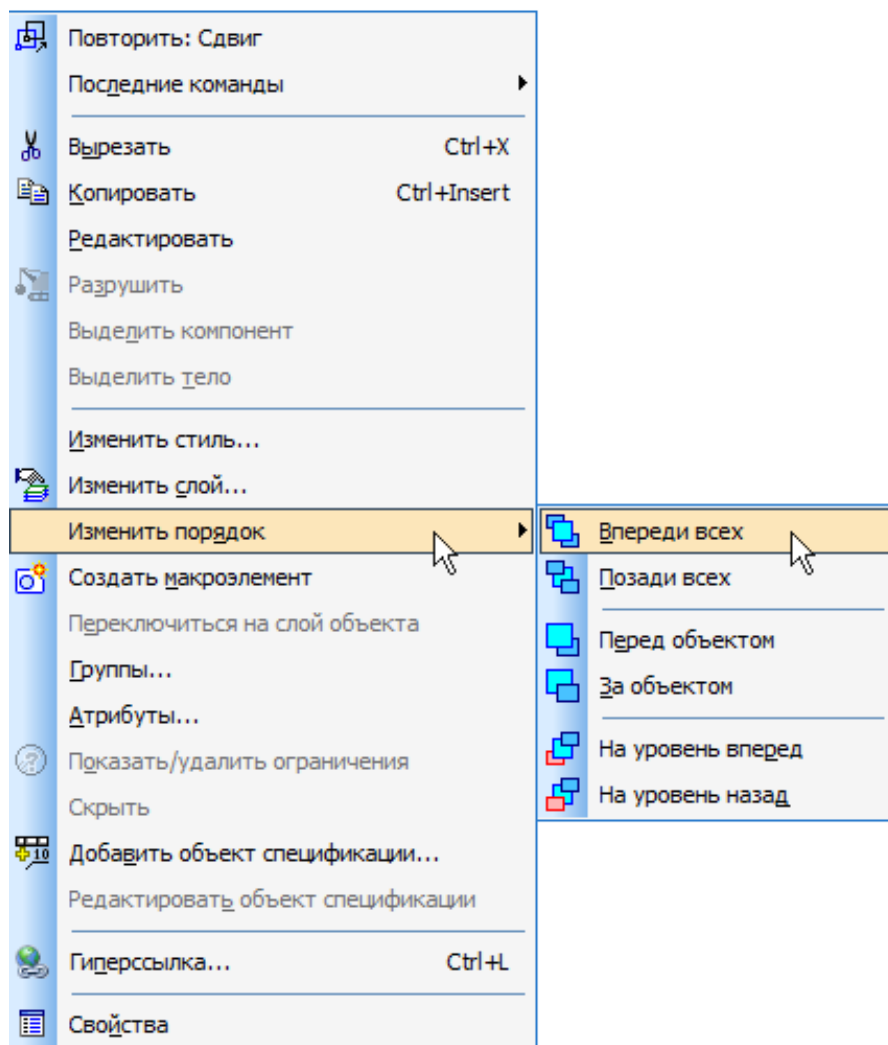 Повторить: Сдвиг
Последние команды
Вырезать Ctrl+X
Копировать Ctrl+Insert
Редактировать
Разрушить
Выделить компонент
Выделить тело
Изменить стиль...
Изменить слой...
Изменить порядок
Впереди всех
Создать макроэлемент
Позади всех
Переключиться на слой объекта
Перед объектом
Группы...
За объектом
Атрибуты...
На уровень вперед
Показать/удалить ограничения
На уровень назад
Скрыть
10 Добавить объект спецификации...
Редактировать объект спецификации
Гиперссылка... Ctrl+L
Свойства